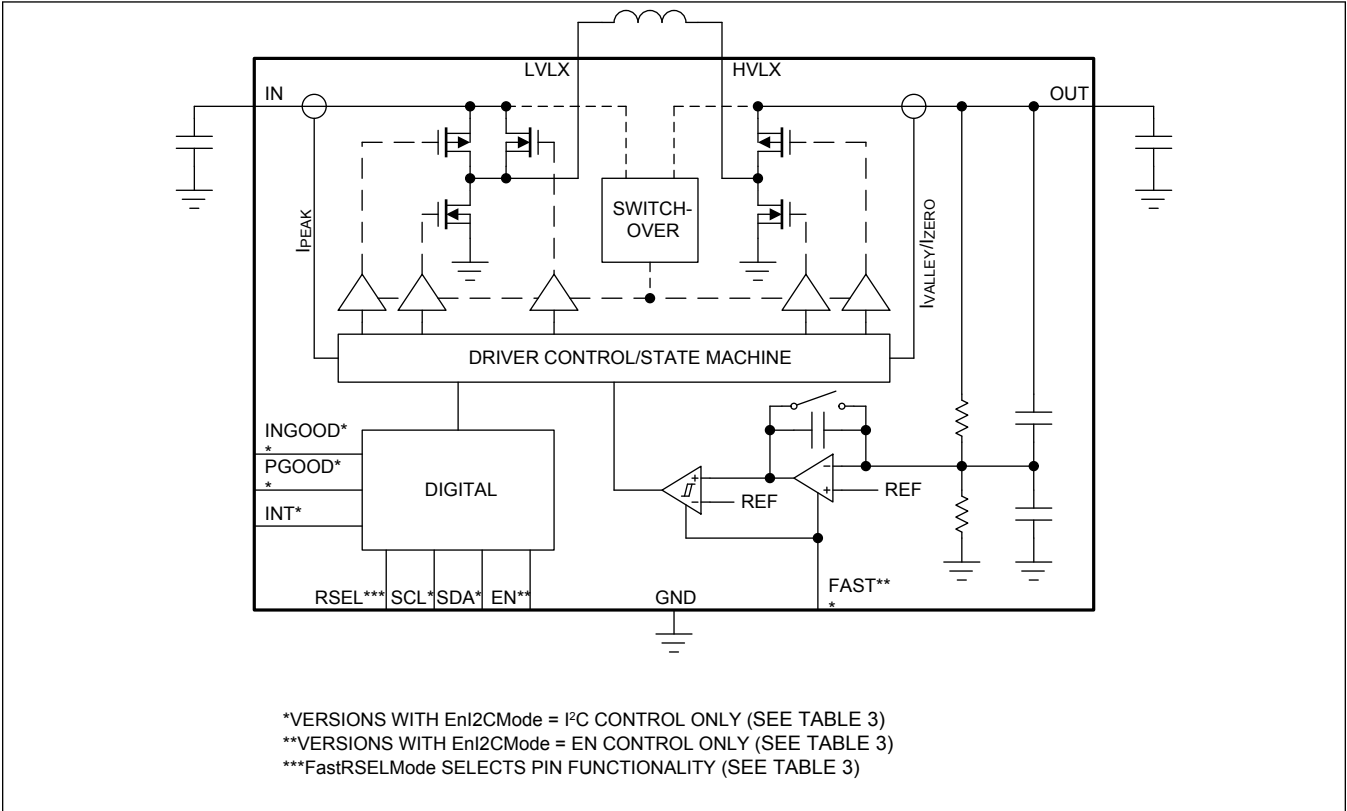 LVLX
HVLX
IN
OUT
SWITCH-
OVER
IPEAK
IVALLEY/IZERO
DRIVER CONTROL/STATE MACHINE
INGOOD*
*
PGOOD*
*
INT*
DIGITAL
+
-
REF
-
+
REF
RSEL***
SCL*
SDA*
EN**
GND
FAST**
*
*VERSIONS WITH EnI2CMode = I²C CONTROL ONLY (SEE TABLE 3)
**VERSIONS WITH EnI2CMode = EN CONTROL ONLY (SEE TABLE 3)
***FastRSELMode SELECTS PIN FUNCTIONALITY (SEE TABLE 3)